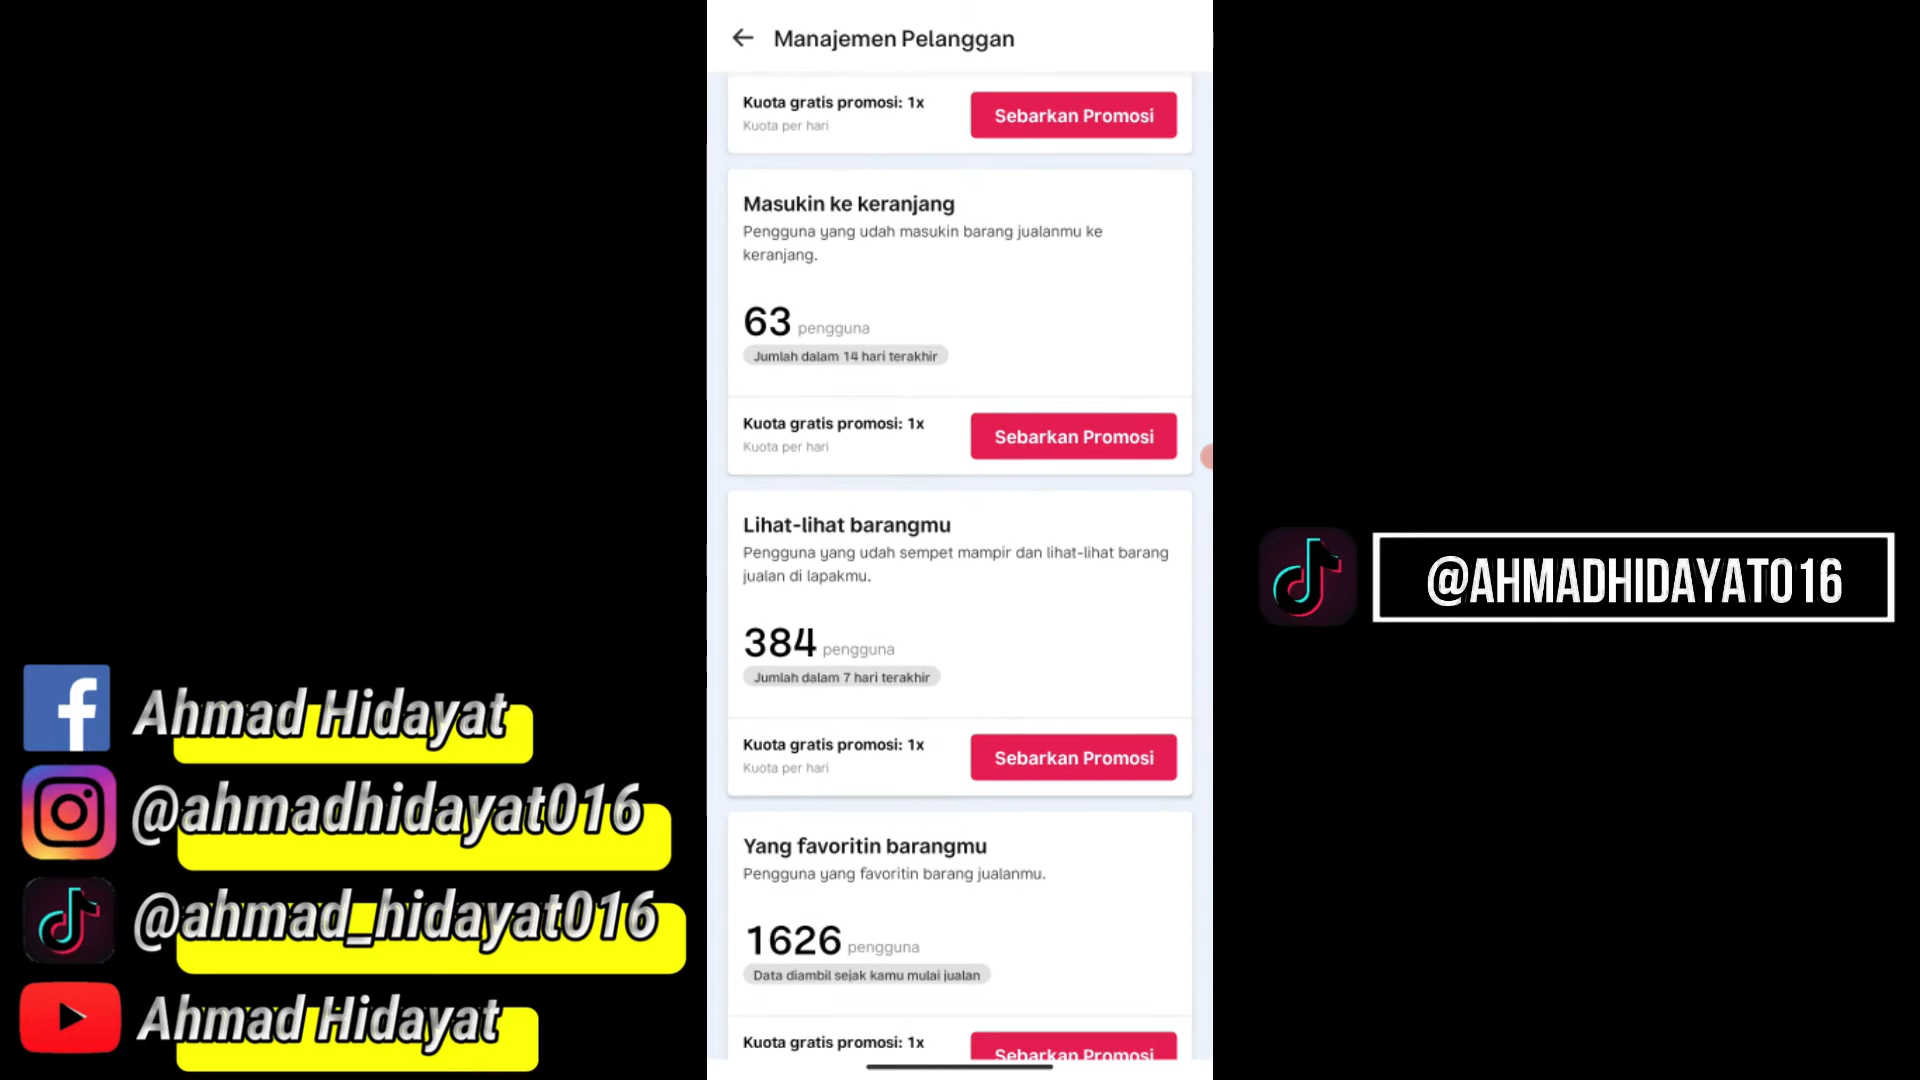 Manajemen Pelanggan
Kuota gratis promosi: 1x
Kuota per hari
Sebarkan Promosi
Masukin ke keranjang
Pengguna yang udah masukin barang jualanmu ke
keranjang.
63 pengguna
Jumlah dalam 14 hari terakhir
Kuota gratis promosi: 1x
Kuota per hari
Sebarkan Promosi
Lihat-lihat barangmu
Pengguna yang udah sempet mampir dan lihat-lihat barang
jualan di lapakmu.
384 pengguna
Jumlah dalam 7 hari terakhir
Kuota gratis promosi: 1x
Kuota per hari
Sebarkan Promosi
Yang favoritin barangmu
Pengguna yang favoritin barang jualanmu.
1626 pengguna
Data diambil sejak kamu mulai jualan
Kuota gratis promosi: 1x
Sebarkan Promosi
Ahmad Hidayat
@ahmadhidayat016
@ahmad_hidayat016
Ahmad Hidayat
@AHMADHIDAYAT016